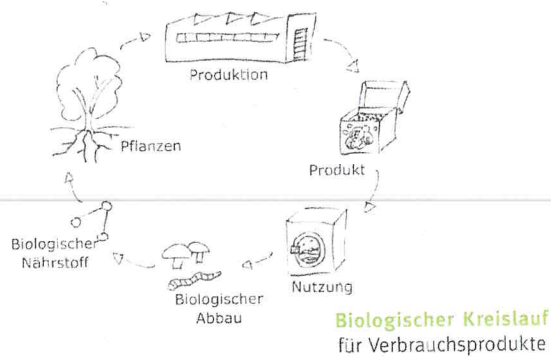 Produktion
Pflanzen
Produkt
Biologischer
Nährstoff
Biologischer
Abbau
Nutzung
Biologischer Kreislauf
für Verbrauchsprodukte